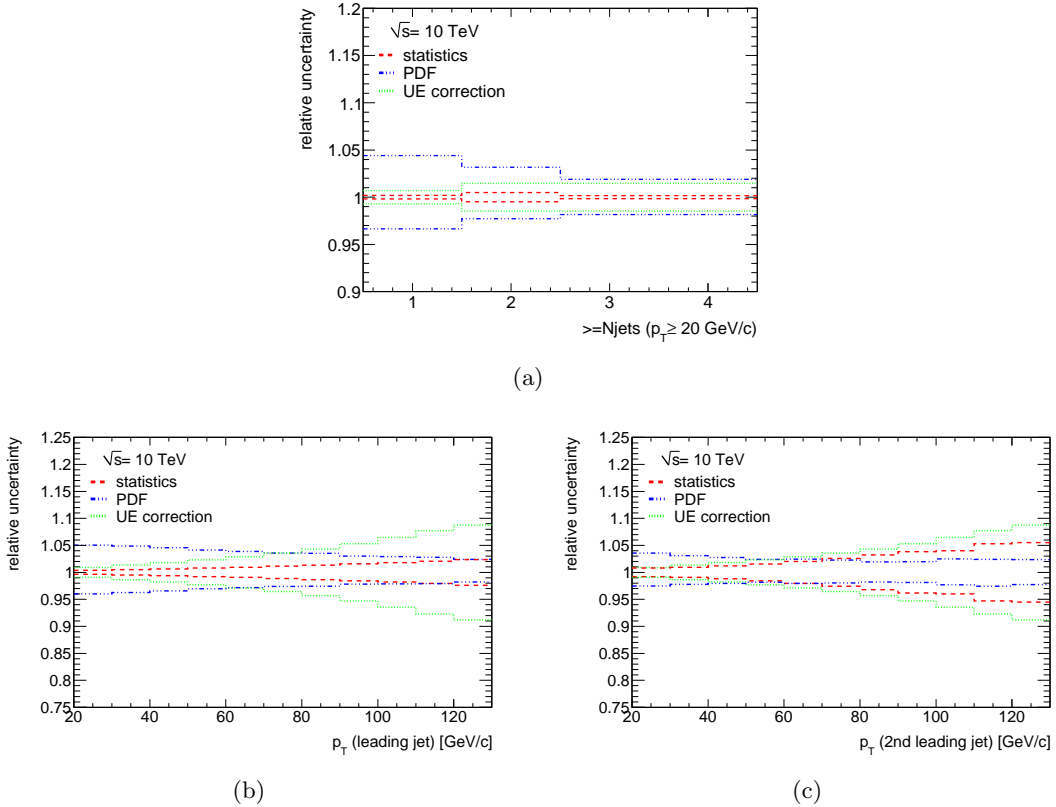 1.2
1.15
1.1
1.05
1
0.95
0.9
relative uncertainty
√s= 10 TeV
statistics
PDF
UE correction
1 2 3 4
>=Njets (p_T≥ 20 GeV/c)
(a)
1.25
1.2
1.15
1.1
1.05
1
0.95
0.9
0.85
0.8
0.75
relative uncertainty
√s= 10 TeV
statistics
PDF
UE correction
20 40 60 80 100 120
p_T (leading jet) [GeV/c]
(b)
1.25
1.2
1.15
1.1
1.05
1
0.95
0.9
0.85
0.8
0.75
relative uncertainty
√s= 10 TeV
statistics
PDF
UE correction
20 40 60 80 100 120
p_T (2nd leading jet) [GeV/c]
(c)